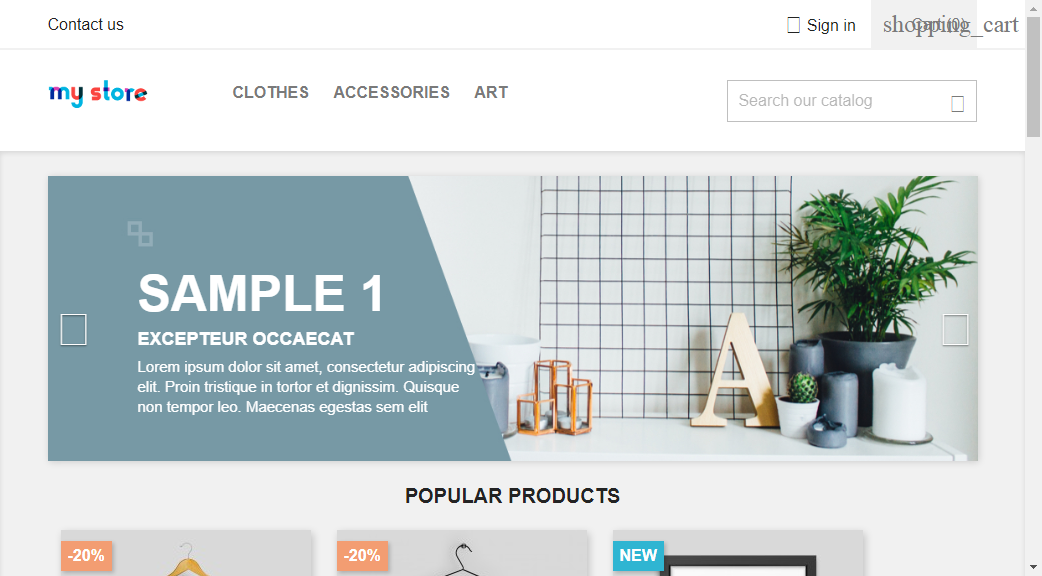 Contact us
Sign in
shopping_cart
Cart (0)
my store
CLOTHES
ACCESSORIES
ART
Search our catalog
SAMPLE 1
EXCEPTEUR OCCAECAT
Lorem ipsum dolor sit amet, consectetur adipiscing
elit. Proin tristique in tortor et dignissim. Quisque
non tempor leo. Maecenas egestas sem elit
A
POPULAR PRODUCTS
-20%
-20%
NEW